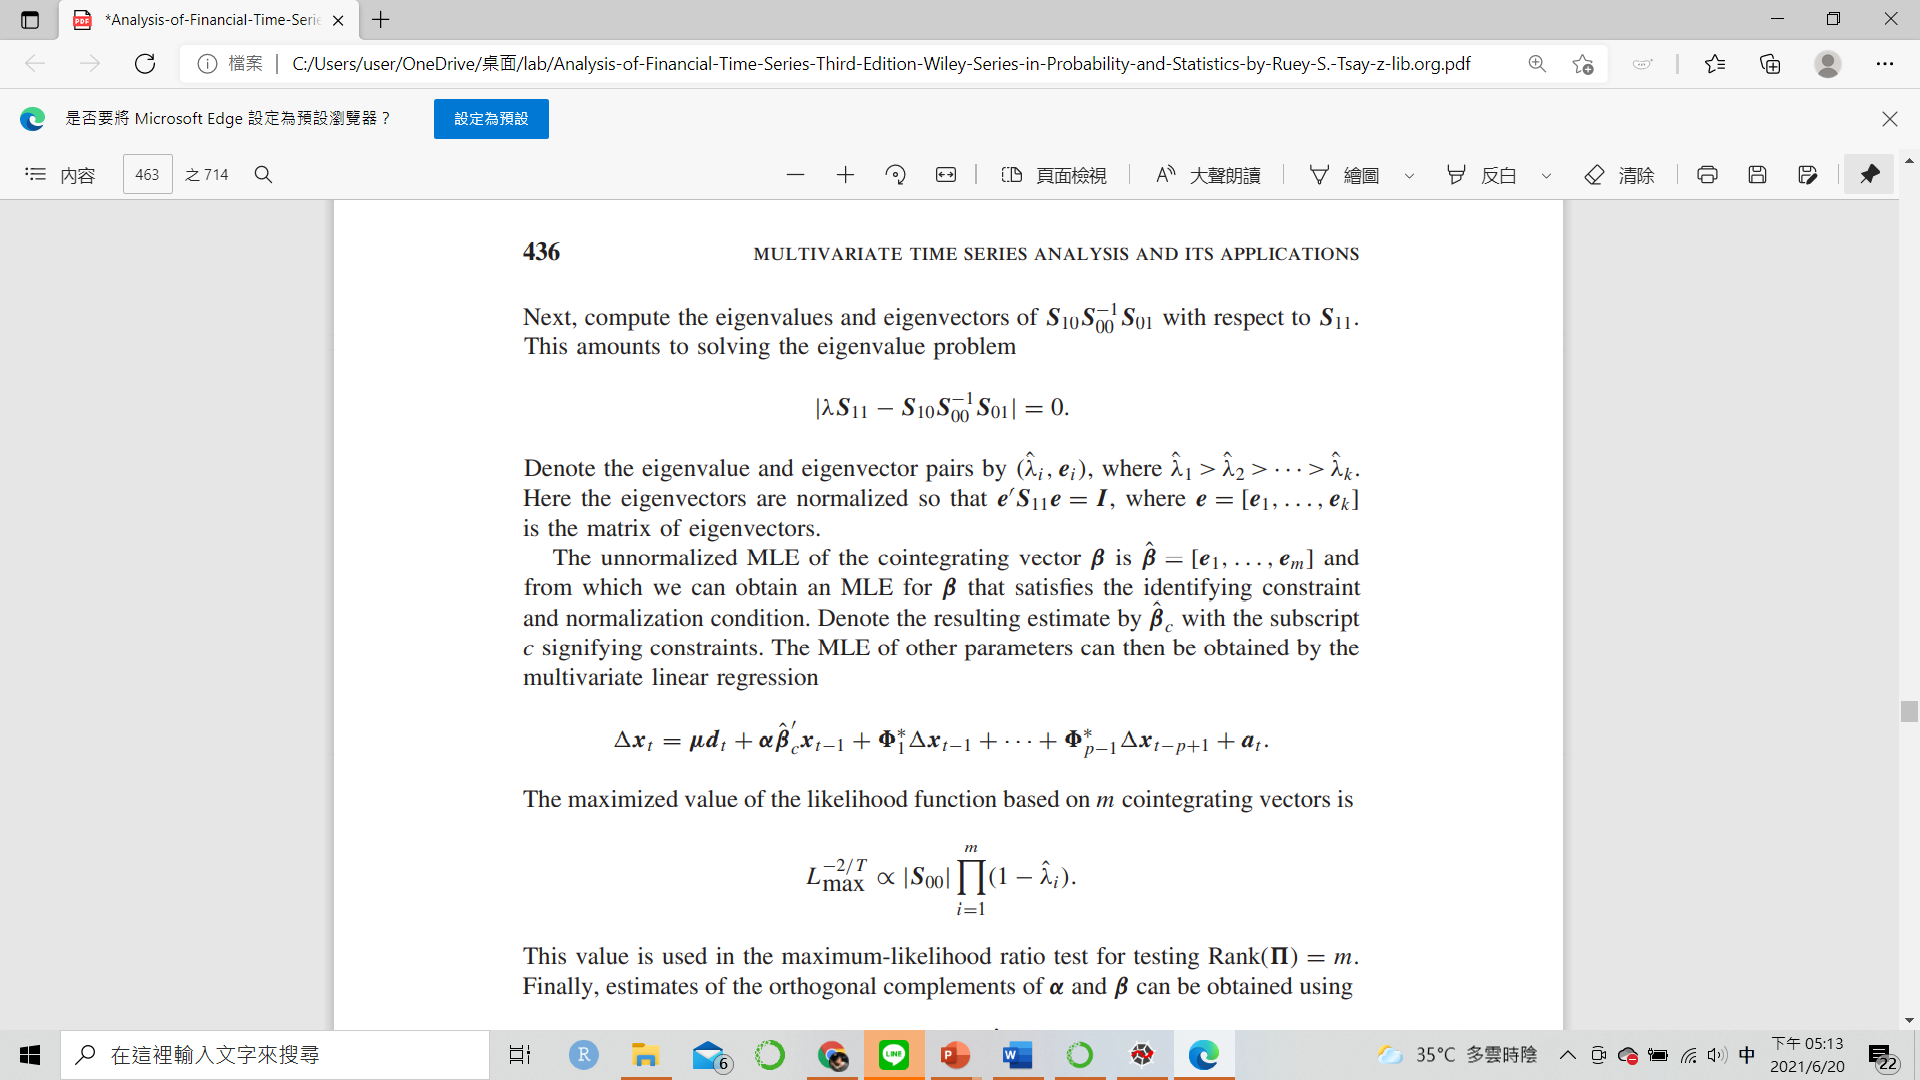 *Analysis-of-Financial-Time-Serie
檔案 C:/Users/user/OneDrive/桌面/lab/Analysis-of-Financial-Time-Series-Third-Edition-Wiley-Series-in-Probability-and-Statistics-by-Ruey-S.-Tsay-z-lib.org.pdf
是否要將 Microsoft Edge 設定為預設瀏覽器？ 設定為預設
內容 463 之 714 頁面檢視 大聲朗讀 繪圖 反白 清除
436 MULTIVARIATE TIME SERIES ANALYSIS AND ITS APPLICATIONS
Next, compute the eigenvalues and eigenvectors of S₁₀S₀₀⁻¹S₀₁ with respect to S₁₁.
This amounts to solving the eigenvalue problem
|λS₁₁ − S₁₀S₀₀⁻¹S₀₁| = 0.
Denote the eigenvalue and eigenvector pairs by (λ̂ᵢ, eᵢ), where λ̂₁ > λ̂₂ > ··· > λ̂ₖ.
Here the eigenvectors are normalized so that e′S₁₁e = I, where e = [e₁, . . . , eₖ]
is the matrix of eigenvectors.
The unnormalized MLE of the cointegrating vector β is β̂ = [e₁, . . . , eₘ] and
from which we can obtain an MLE for β that satisfies the identifying constraint
and normalization condition. Denote the resulting estimate by β̂_c with the subscript
c signifying constraints. The MLE of other parameters can then be obtained by the
multivariate linear regression
Δxₜ = μdₜ + αβ̂′_c xₜ₋₁ + Φ₁*Δxₜ₋₁ + ··· + Φ*ₚ₋₁Δxₜ₋ₚ₊₁ + aₜ.
The maximized value of the likelihood function based on m cointegrating vectors is
L_max^{−2/T} ∝ |S₀₀| ∏_{i=1}^{m} (1 − λ̂ᵢ).
This value is used in the maximum-likelihood ratio test for testing Rank(Π) = m.
Finally, estimates of the orthogonal complements of α and β can be obtained using
在這裡輸入文字來搜尋
R
6
LINE
P
W
35°C 多雲時陰
中
下午 05:13
2021/6/20
22